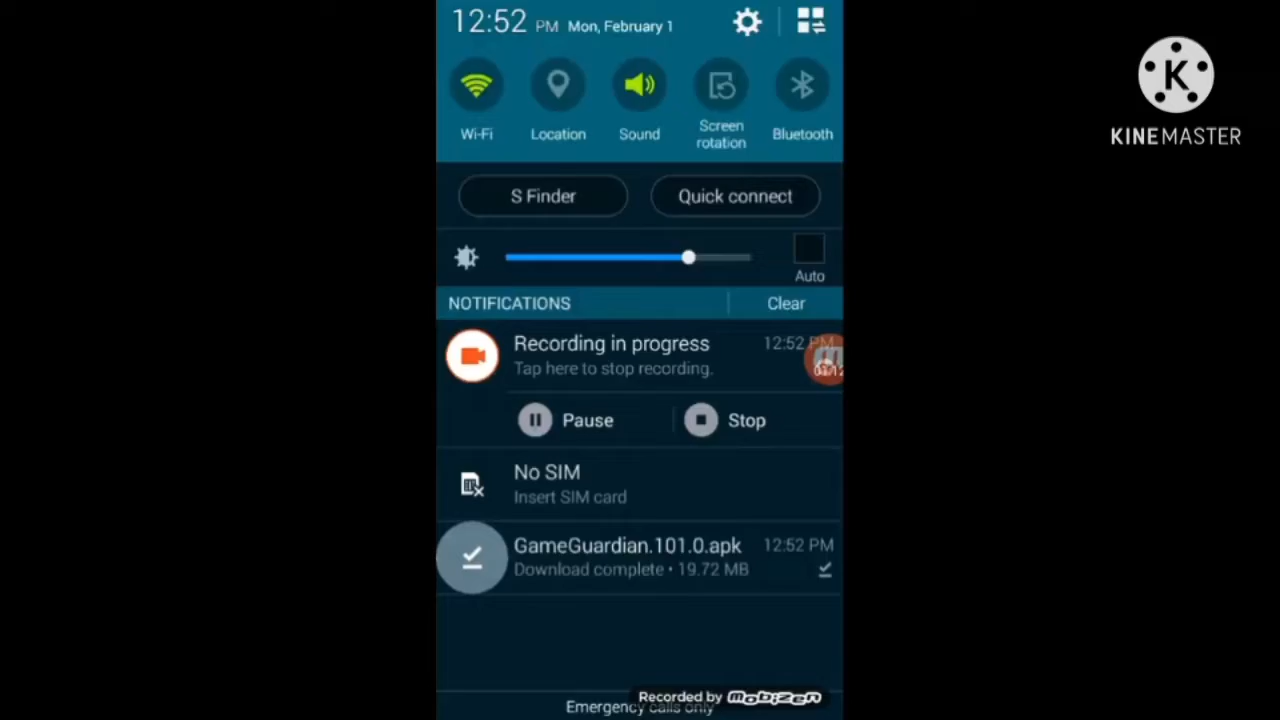 12:52 PM Mon, February 1
Wi-Fi
Location
Sound
Screen
rotation
Bluetooth
S Finder
Quick connect
Auto
NOTIFICATIONS
Clear
Recording in progress
12:52 PM
Tap here to stop recording.
01:12
Pause
Stop
No SIM
Insert SIM card
GameGuardian.101.0.apk
12:52 PM
Download complete • 19.72 MB
Recorded by mobizen
Emergency calls only
K
KINEMASTER